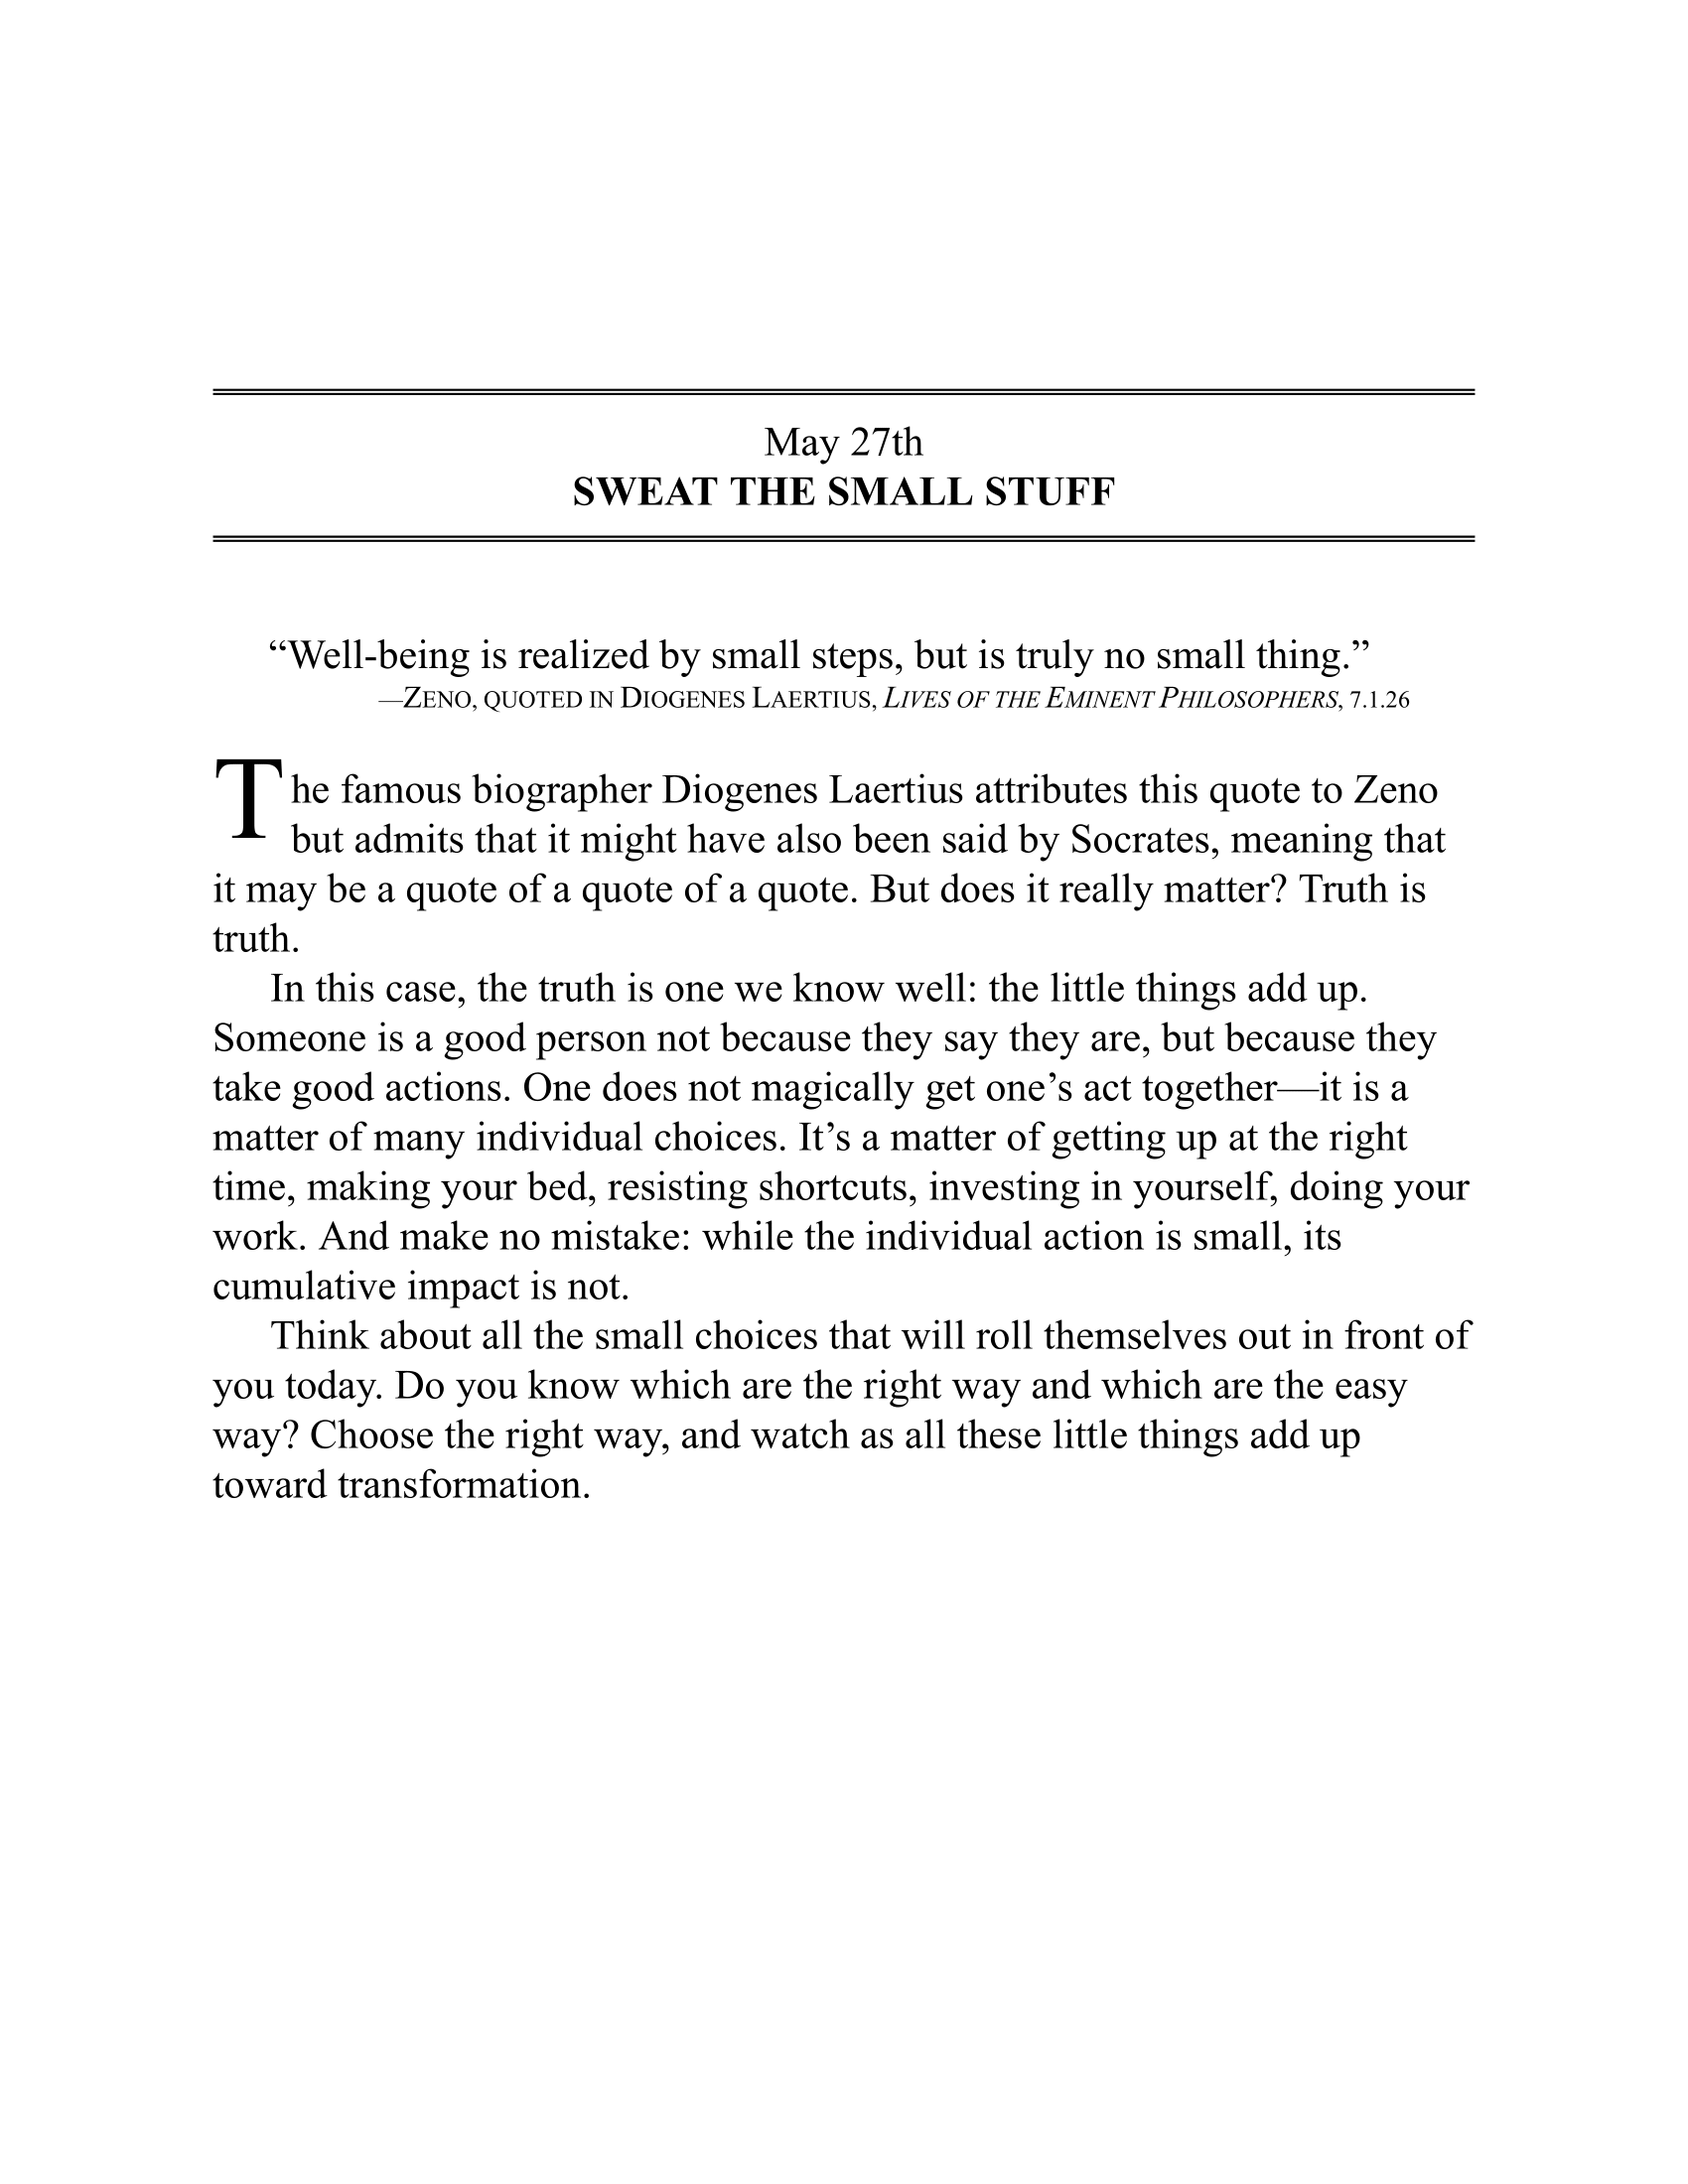 May 27th
SWEAT THE SMALL STUFF
“Well-being is realized by small steps, but is truly no small thing.”
—ZENO, QUOTED IN DIOGENES LAERTIUS, LIVES OF THE EMINENT PHILOSOPHERS, 7.1.26
The famous biographer Diogenes Laertius attributes this quote to Zeno
but admits that it might have also been said by Socrates, meaning that
it may be a quote of a quote of a quote. But does it really matter? Truth is
truth.
In this case, the truth is one we know well: the little things add up.
Someone is a good person not because they say they are, but because they
take good actions. One does not magically get one’s act together—it is a
matter of many individual choices. It’s a matter of getting up at the right
time, making your bed, resisting shortcuts, investing in yourself, doing your
work. And make no mistake: while the individual action is small, its
cumulative impact is not.
Think about all the small choices that will roll themselves out in front of
you today. Do you know which are the right way and which are the easy
way? Choose the right way, and watch as all these little things add up
toward transformation.